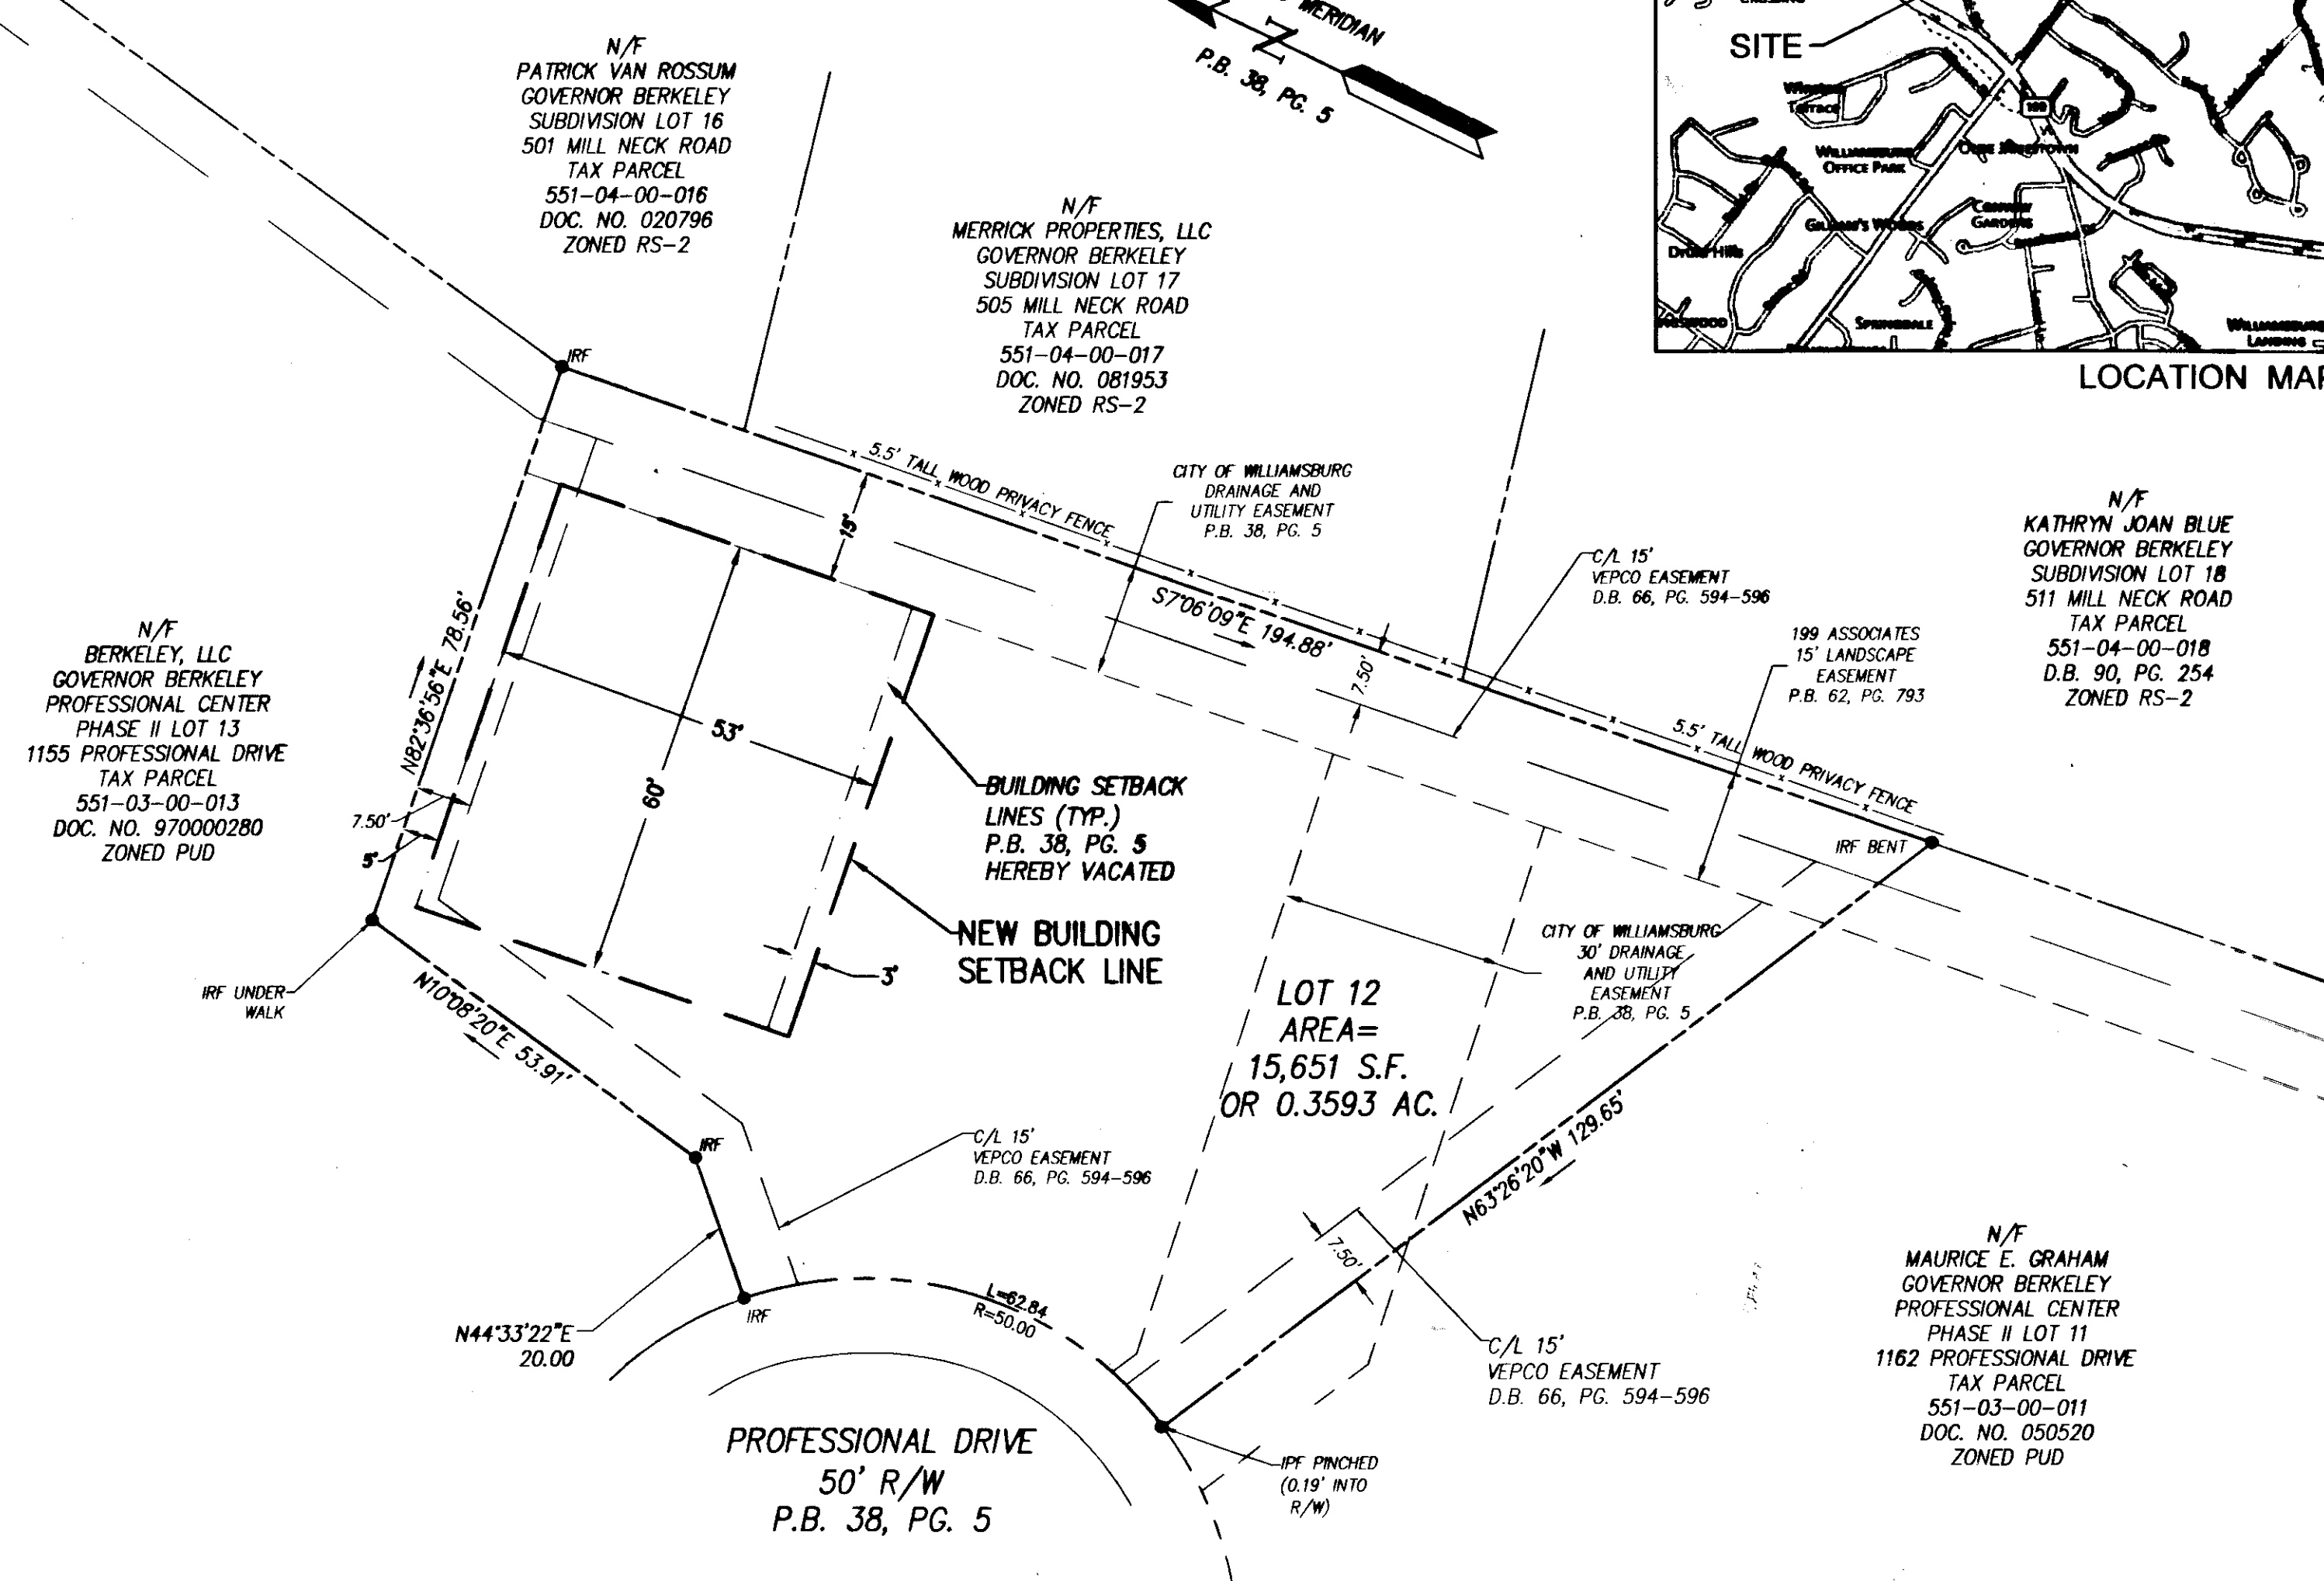 MERIDIAN
N
P.B. 38, PG. 5
SITE
199
WILLIAMSBURG
OFFICE PARK
SPRINGDALE
GARDENS
WILLIAMSBURG
LANDING
LOCATION MAP
N/F
PATRICK VAN ROSSUM
GOVERNOR BERKELEY
SUBDIVISION LOT 16
501 MILL NECK ROAD
TAX PARCEL
551-04-00-016
DOC. NO. 020796
ZONED RS-2
N/F
MERRICK PROPERTIES, LLC
GOVERNOR BERKELEY
SUBDIVISION LOT 17
505 MILL NECK ROAD
TAX PARCEL
551-04-00-017
DOC. NO. 081953
ZONED RS-2
IRF
5.5' TALL WOOD PRIVACY FENCE
15'
CITY OF WILLIAMSBURG
DRAINAGE AND
UTILITY EASEMENT
P.B. 38, PG. 5
C/L 15'
VEPCO EASEMENT
D.B. 66, PG. 594-596
N/F
KATHRYN JOAN BLUE
GOVERNOR BERKELEY
SUBDIVISION LOT 18
511 MILL NECK ROAD
TAX PARCEL
551-04-00-018
D.B. 90, PG. 254
ZONED RS-2
S7°06'09"E 194.88'
7.50'
199 ASSOCIATES
15' LANDSCAPE
EASEMENT
P.B. 62, PG. 793
5.5' TALL WOOD PRIVACY FENCE
IRF BENT
N/F
BERKELEY, LLC
GOVERNOR BERKELEY
PROFESSIONAL CENTER
PHASE II LOT 13
1155 PROFESSIONAL DRIVE
TAX PARCEL
551-03-00-013
DOC. NO. 970000280
ZONED PUD
N82°36'56"E 78.56'
53'
60'
7.50'
5'
BUILDING SETBACK
LINES (TYP.)
P.B. 38, PG. 5
HEREBY VACATED
NEW BUILDING
SETBACK LINE
3'
IRF UNDER
WALK
N10°08'20"E 53.91'
LOT 12
AREA=
15,651 S.F.
OR 0.3593 AC.
CITY OF WILLIAMSBURG
30' DRAINAGE
AND UTILITY
EASEMENT
P.B. 38, PG. 5
IRF
C/L 15'
VEPCO EASEMENT
D.B. 66, PG. 594-596
N63°26'20"W 129.65'
7.50'
N44°33'22"E
20.00
IRF
L=62.84
R=50.00
C/L 15'
VEPCO EASEMENT
D.B. 66, PG. 594-596
N/F
MAURICE E. GRAHAM
GOVERNOR BERKELEY
PROFESSIONAL CENTER
PHASE II LOT 11
1162 PROFESSIONAL DRIVE
TAX PARCEL
551-03-00-011
DOC. NO. 050520
ZONED PUD
PROFESSIONAL DRIVE
50' R/W
P.B. 38, PG. 5
IPF PINCHED
(0.19' INTO
R/W)